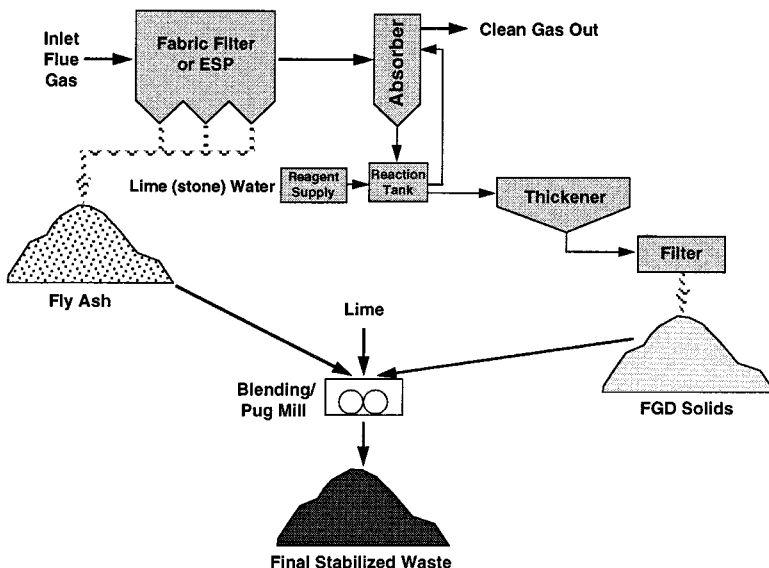 Inlet
Flue
Gas
Fabric Filter
or ESP
Absorber
Clean Gas Out
Lime (stone) Water
Reagent
Supply
Reaction
Tank
Thickener
Filter
Fly Ash
Lime
Blending/
Pug Mill
FGD Solids
Final Stabilized Waste